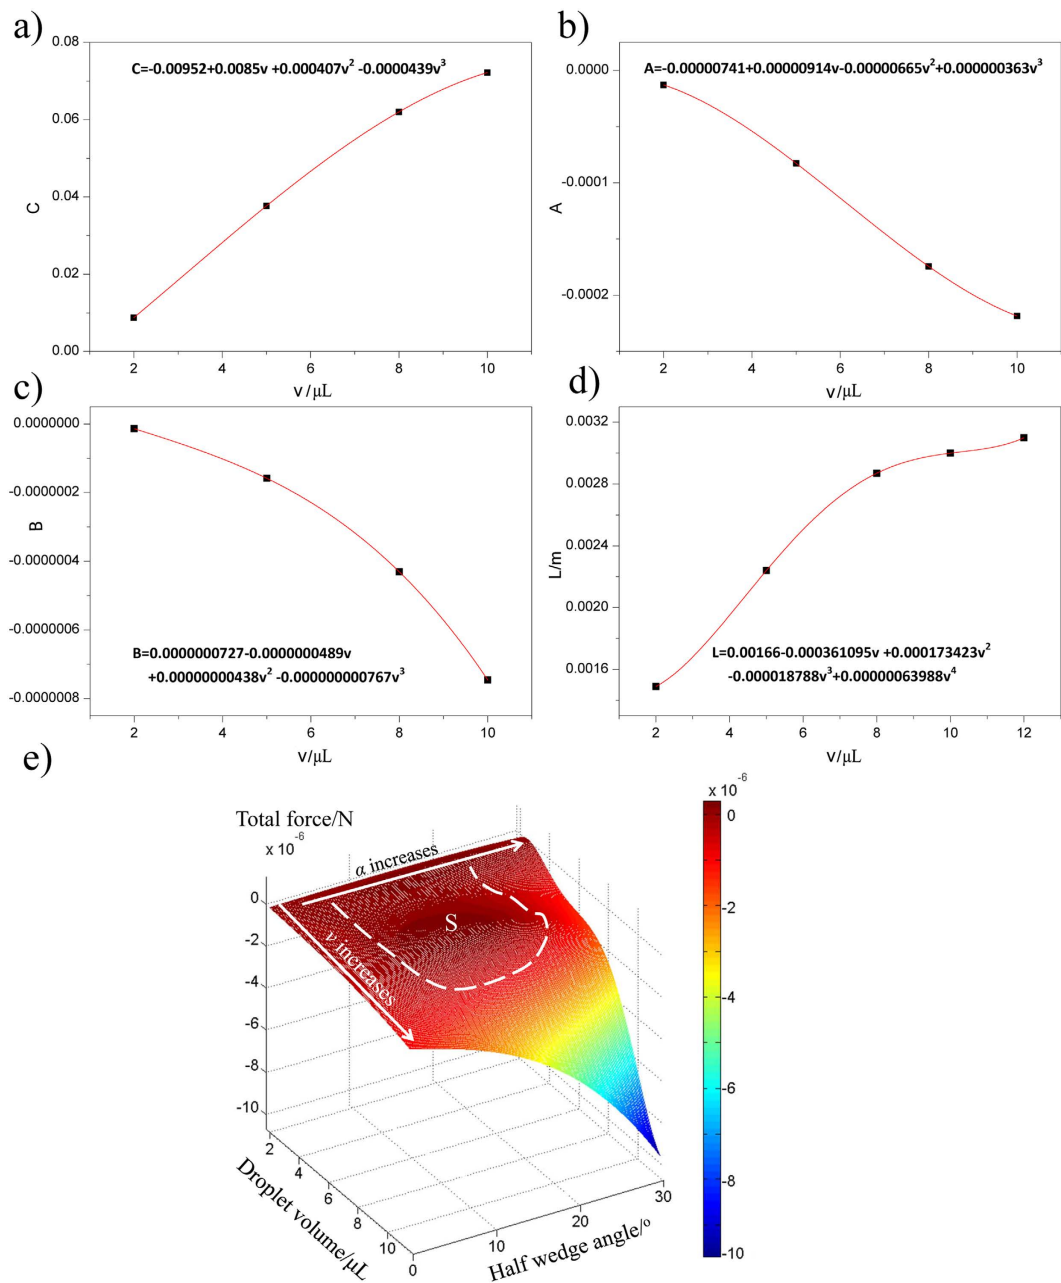 a)
0.08
0.06
0.04
0.02
0.00
C
C=-0.00952+0.0085v +0.000407v² -0.0000439v³
2 4 6 8 10
v/μL
b)
0.0000
-0.0001
-0.0002
A
A=-0.00000741+0.00000914v-0.00000665v²+0.000000363v³
2 4 6 8 10
v/μL
c)
0.0000000
-0.0000002
-0.0000004
-0.0000006
-0.0000008
B
B=0.0000000727-0.0000000489v
+0.00000000438v² -0.000000000767v³
2 4 6 8 10
v/μL
d)
0.0032
0.0028
0.0024
0.0020
0.0016
L/m
L=0.00166-0.000361095v +0.000173423v²
-0.000018788v³+0.00000063988v⁴
2 4 6 8 10 12
v/μL
e)
Total force/N
x 10⁻⁶
0
-2
-4
-6
-8
-10
α increases
v increases
S
2
4
6
8
10
Droplet volume/μL
0
10
20
30
Half wedge angle/°
x 10⁻⁶
0
-2
-4
-6
-8
-10